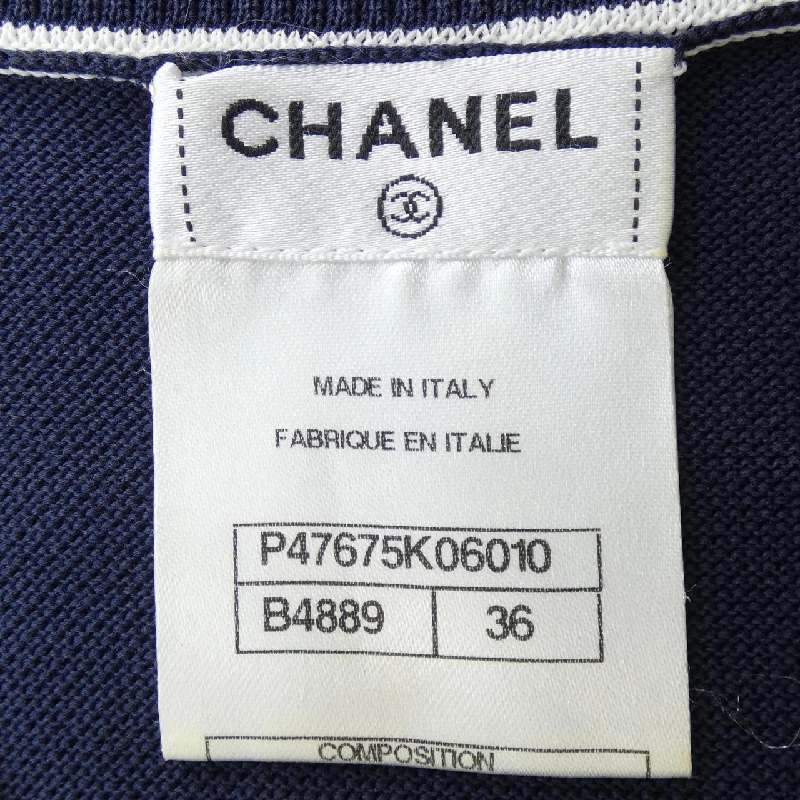 CHANEL
MADE IN ITALY
FABRIQUE EN ITALIE
P47675K06010
B4889 36
COMPOSITION